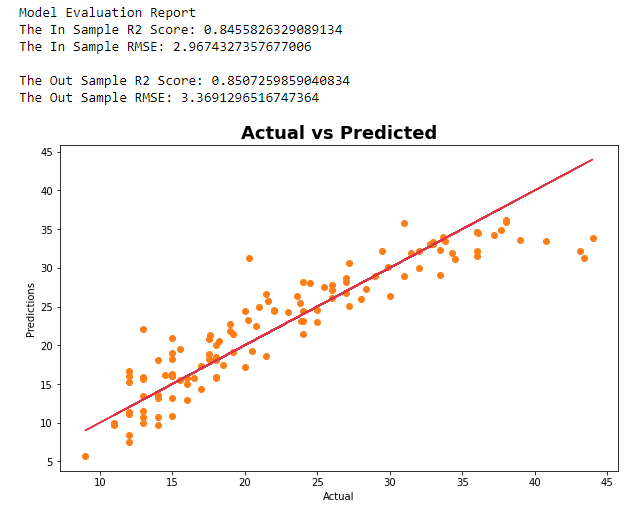 Model Evaluation Report
The In Sample R2 Score: 0.8455826329089134
The In Sample RMSE: 2.9674327357677006
The Out Sample R2 Score: 0.8507259859040834
The Out Sample RMSE: 3.3691296516747364
Actual vs Predicted
45
40
35
30
25
20
15
10
5
Predictions
10 15 20 25 30 35 40 45
Actual